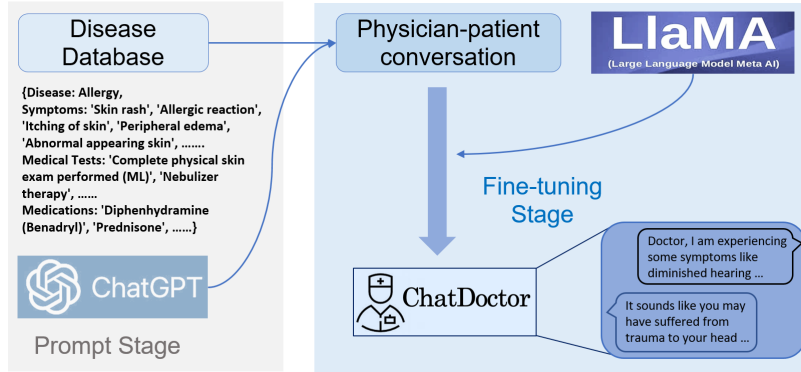 Disease
Database
{Disease: Allergy,
Symptoms: 'Skin rash', 'Allergic reaction',
'Itching of skin', 'Peripheral edema',
'Abnormal appearing skin', .......
Medical Tests: 'Complete physical skin
exam performed (ML)', 'Nebulizer
therapy', ......
Medications: 'Diphenhydramine
(Benadryl)', 'Prednisone', ......}
ChatGPT
Prompt Stage
Physician-patient
conversation
LlaMA
(Large Language Model Meta AI)
Fine-tuning
Stage
ChatDoctor
Doctor, I am experiencing
some symptoms like
diminished hearing ...
It sounds like you may
have suffered from
trauma to your head ...